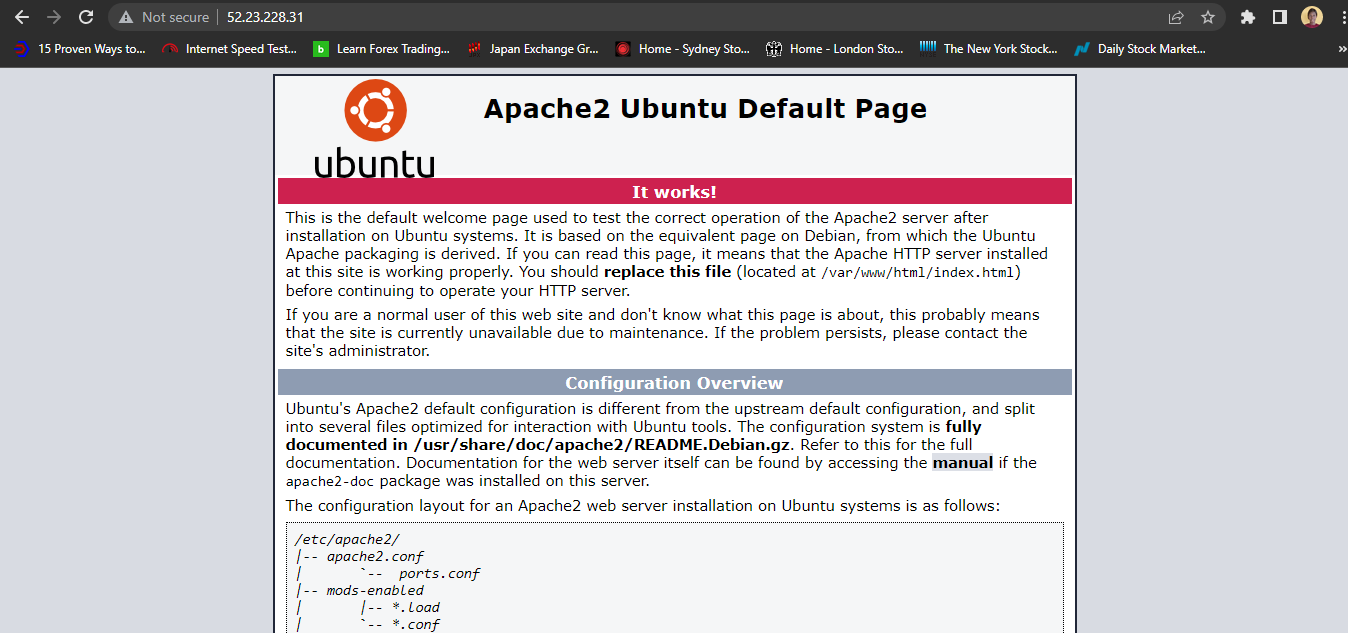 Not secure 52.23.228.31
15 Proven Ways to... Internet Speed Test... b Learn Forex Trading... Japan Exchange Gr... Home - Sydney Sto... Home - London Sto... The New York Stock... Daily Stock Market... »
ubuntu
Apache2 Ubuntu Default Page
It works!
This is the default welcome page used to test the correct operation of the Apache2 server after
installation on Ubuntu systems. It is based on the equivalent page on Debian, from which the Ubuntu
Apache packaging is derived. If you can read this page, it means that the Apache HTTP server installed
at this site is working properly. You should replace this file (located at /var/www/html/index.html)
before continuing to operate your HTTP server.
If you are a normal user of this web site and don't know what this page is about, this probably means
that the site is currently unavailable due to maintenance. If the problem persists, please contact the
site's administrator.
Configuration Overview
Ubuntu's Apache2 default configuration is different from the upstream default configuration, and split
into several files optimized for interaction with Ubuntu tools. The configuration system is fully
documented in /usr/share/doc/apache2/README.Debian.gz. Refer to this for the full
documentation. Documentation for the web server itself can be found by accessing the manual if the
apache2-doc package was installed on this server.
The configuration layout for an Apache2 web server installation on Ubuntu systems is as follows:
/etc/apache2/
|-- apache2.conf
|       `--  ports.conf
|-- mods-enabled
|       |-- *.load
|       `-- *.conf